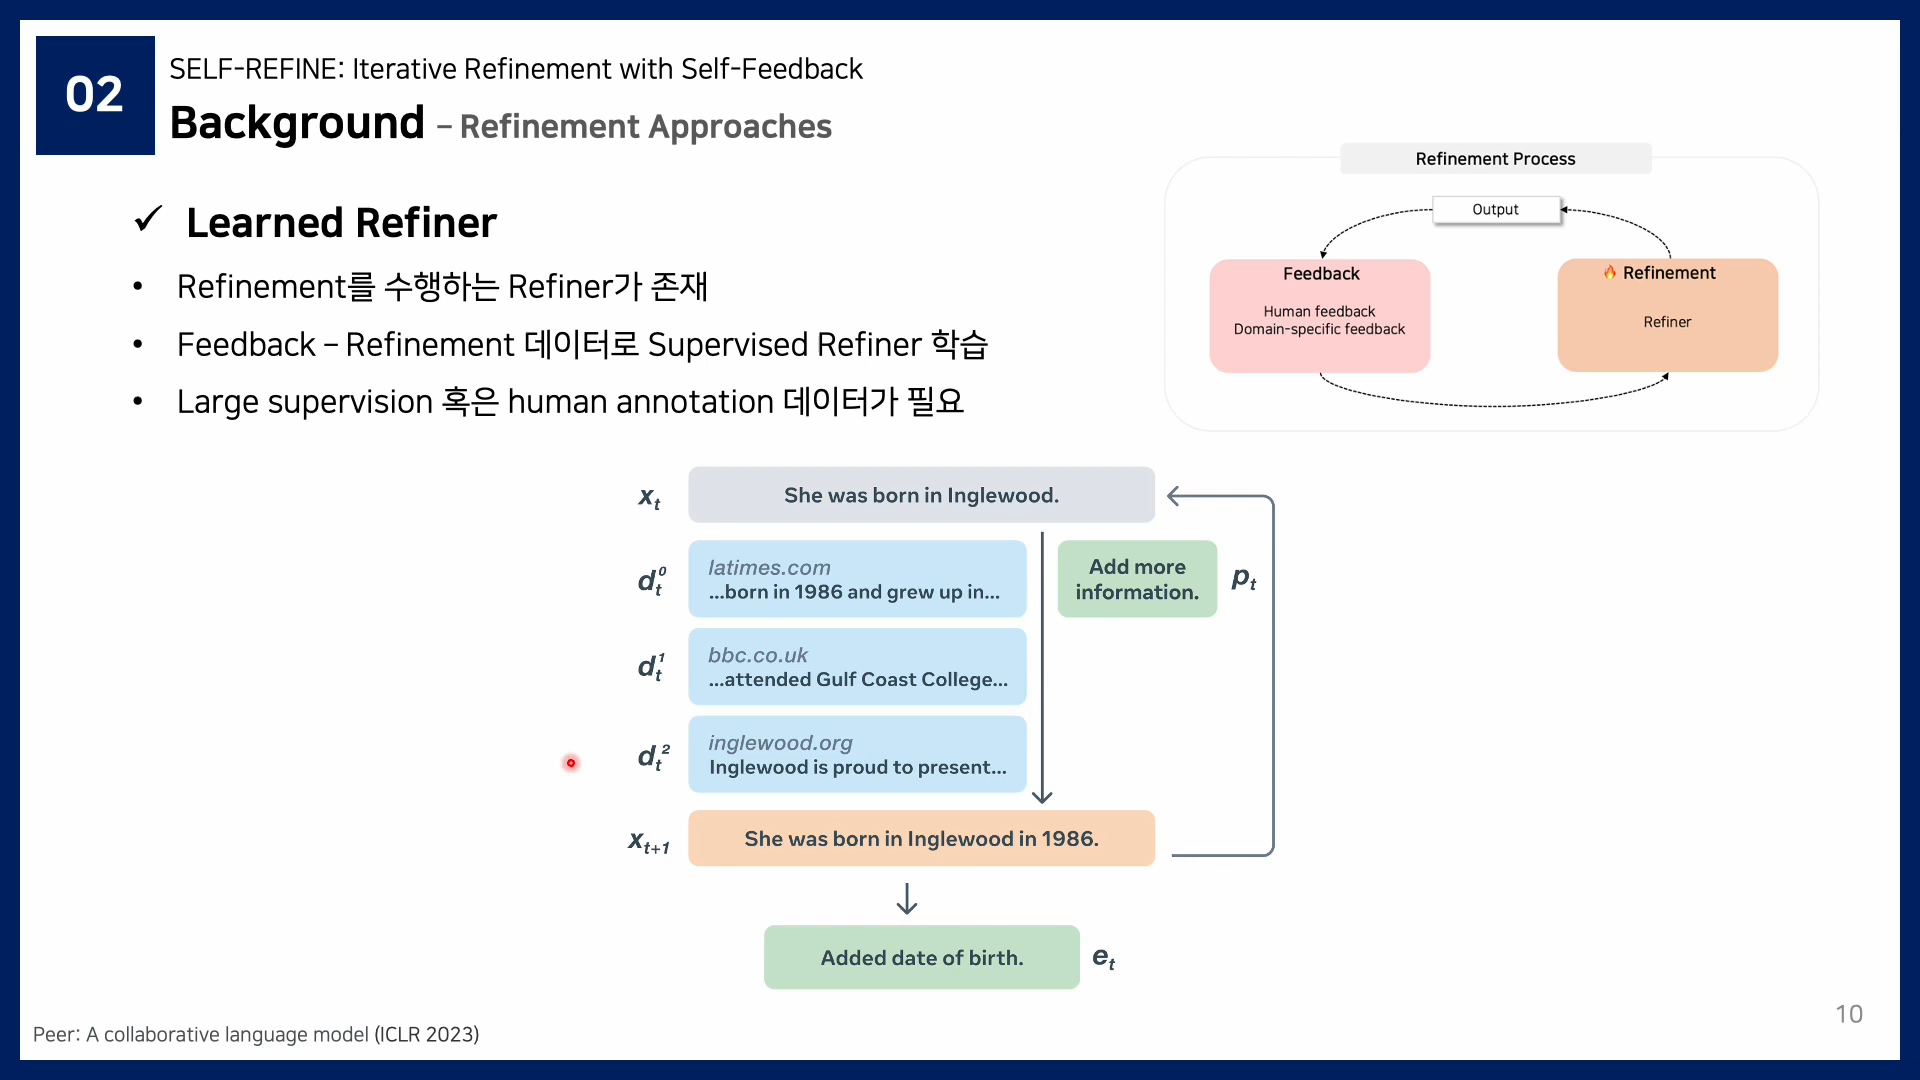 02
SELF-REFINE: Iterative Refinement with Self-Feedback
Background – Refinement Approaches
✓ Learned Refiner
• Refinement를 수행하는 Refiner가 존재
• Feedback – Refinement 데이터로 Supervised Refiner 학습
• Large supervision 혹은 human annotation 데이터가 필요
Refinement Process
Output
Feedback
Human feedback
Domain-specific feedback
🔥 Refinement
Refiner
x_t
She was born in Inglewood.
d_t^0
latimes.com
...born in 1986 and grew up in...
Add more
information.
p_t
d_t^1
bbc.co.uk
...attended Gulf Coast College...
d_t^2
inglewood.org
Inglewood is proud to present...
x_{t+1}
She was born in Inglewood in 1986.
Added date of birth.
e_t
Peer: A collaborative language model (ICLR 2023)
10